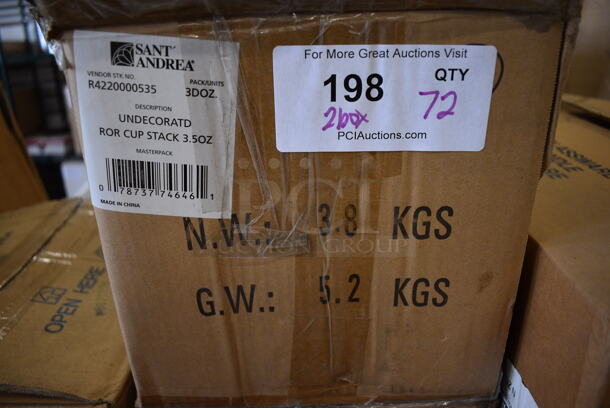 SANT'
ANDREA
VENDOR STK NO.
PACK/UNITS
R4220000535
3DOZ.
DESCRIPTION
UNDECORATD
ROR CUP STACK 3.5OZ
MASTERPACK
0 78737 74646 1
MADE IN CHINA
For More Great Auctions Visit
198
QTY
2box
72
PCIAuctions.com
PCI
GROUP
N.W.: 3.8 KGS
G.W.: 5.2 KGS
OPEN HERE